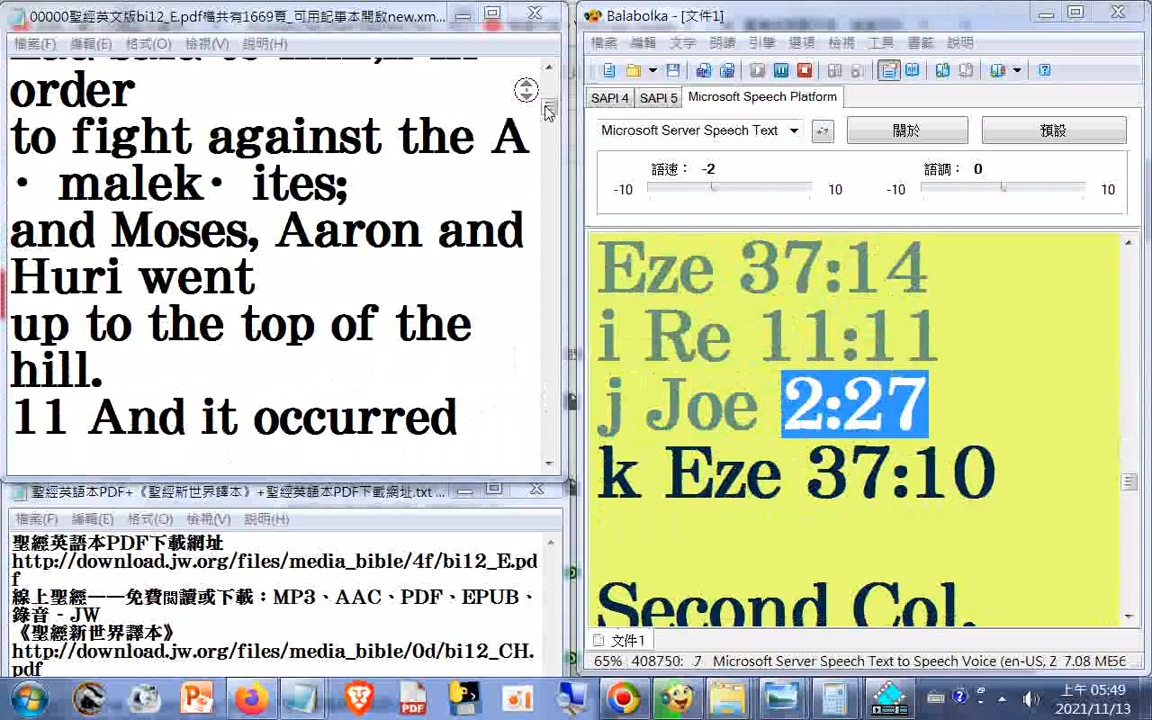 00000聖經英文版bi12_E.pdf檔共有1669頁_可用記事本開啟new.xm...
檔案(F) 編輯(E) 格式(O) 檢視(V) 說明(H)
order
to fight against the A
· malek· ites;
and Moses, Aaron and
Huri went
up to the top of the
hill.
11 And it occurred
聖經英語本PDF+《聖經新世界譯本》+聖經英語本PDF下載網址.txt ...
檔案(F) 編輯(E) 格式(O) 檢視(V) 說明(H)
聖經英語本PDF下載網址
http://download.jw.org/files/media_bible/4f/bi12_E.pd
f
線上聖經——免費閱讀或下載：MP3、AAC、PDF、EPUB、
錄音 - JW
《聖經新世界譯本》
http://download.jw.org/files/media_bible/0d/bi12_CH.
pdf
Balabolka - [文件1]
檔案 編輯 文字 朗讀 引擎 選項 檢視 工具 書籤 說明
SAPI 4 SAPI 5 Microsoft Speech Platform
Microsoft Server Speech Text 關於 預設
語速： -2 語調： 0
-10 10 -10 10
Eze 37:14
i Re 11:11
j Joe 2:27
k Eze 37:10
Second Col.
文件1
65% 408750: 7 Microsoft Server Speech Text to Speech Voice (en-US, Z 7.08 ME
上午 05:49
2021/11/13